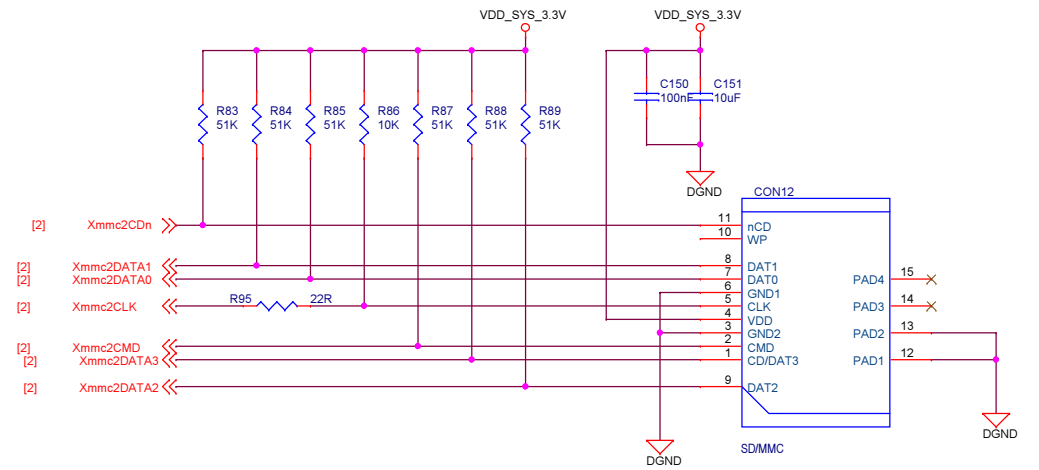 VDD_SYS_3.3V
VDD_SYS_3.3V
R83
51K
R84
51K
R85
51K
R86
10K
R87
51K
R88
51K
R89
51K
C150
100nF
C151
10uF
DGND
CON12
[2] Xmmc2CDn
11 nCD
10 WP
[2] Xmmc2DATA1
8 DAT1
[2] Xmmc2DATA0
7 DAT0
PAD4 15
6 GND1
[2] Xmmc2CLK
R95 22R
5 CLK
PAD3 14
4 VDD
3 GND2
PAD2 13
[2] Xmmc2CMD
2 CMD
[2] Xmmc2DATA3
1 CD/DAT3
PAD1 12
[2] Xmmc2DATA2
9 DAT2
DGND
SD/MMC
DGND